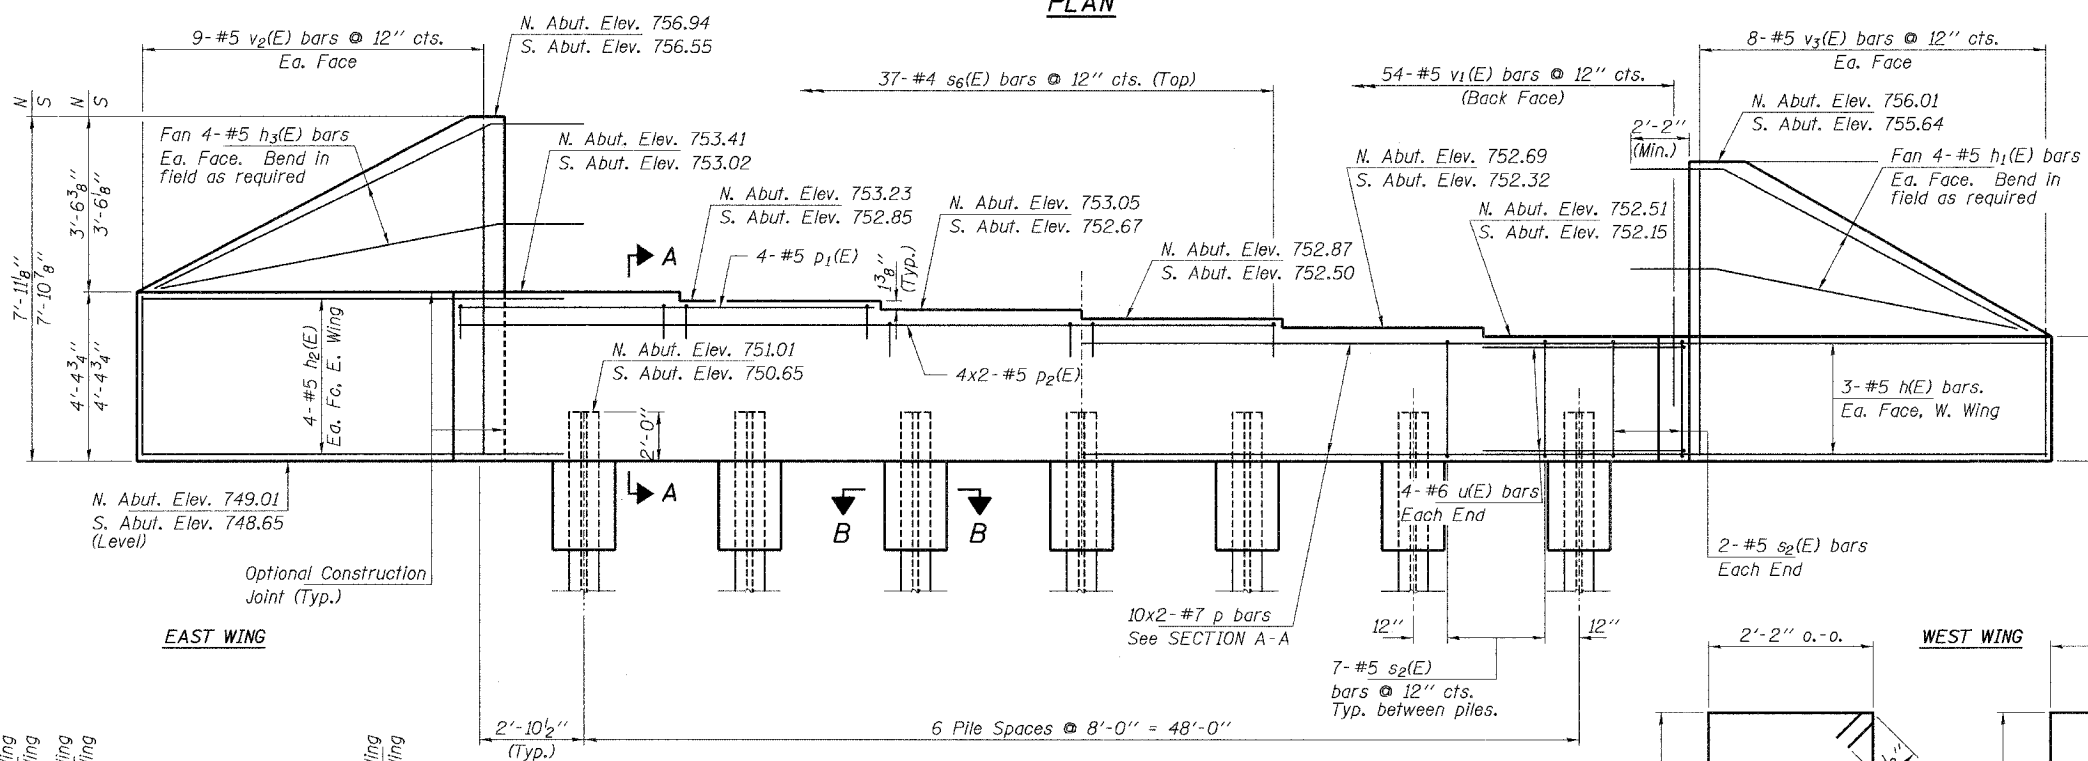 PLAN
9-#5 v2(E) bars @ 12" cts.
Ea. Face
N. Abut. Elev. 756.94
S. Abut. Elev. 756.55
37-#4 s6(E) bars @ 12" cts. (Top)
54-#5 v1(E) bars @ 12" cts.
(Back Face)
8-#5 v3(E) bars @ 12" cts.
Ea. Face
N. Abut. Elev. 756.01
S. Abut. Elev. 755.64
2'-2"
(Min.)
N
S
N
S
7'-11 1/8"
7'-10 7/8"
3'-6 3/8"
3'-6 1/8"
4'-4 3/4"
4'-4 3/4"
Fan 4-#5 h3(E) bars
Ea. Face. Bend in
field as required
N. Abut. Elev. 753.41
S. Abut. Elev. 753.02
N. Abut. Elev. 753.23
S. Abut. Elev. 752.85
N. Abut. Elev. 753.05
S. Abut. Elev. 752.67
N. Abut. Elev. 752.87
S. Abut. Elev. 752.50
N. Abut. Elev. 752.69
S. Abut. Elev. 752.32
N. Abut. Elev. 752.51
S. Abut. Elev. 752.15
Fan 4-#5 h1(E) bars
Ea. Face. Bend in
field as required
A
4-#5 p1(E)
1 3/8"
(Typ.)
4-#5 h2(E)
Ea. Fc, E. Wing
N. Abut. Elev. 751.01
S. Abut. Elev. 750.65
4x2-#5 p2(E)
2'-0"
3-#5 h(E) bars.
Ea. Face, W. Wing
N. Abut. Elev. 749.01
S. Abut. Elev. 748.65
(Level)
A
B
B
4-#6 u(E) bars
Each End
2-#5 s2(E) bars
Each End
Optional Construction
Joint (Typ.)
10x2-#7 p bars
See SECTION A-A
12"
12"
EAST WING
WEST WING
2'-2" o.-o.
7-#5 s2(E)
bars @ 12" cts.
Typ. between piles.
2'-10 1/2"
(Typ.)
6 Pile Spaces @ 8'-0" = 48'-0"